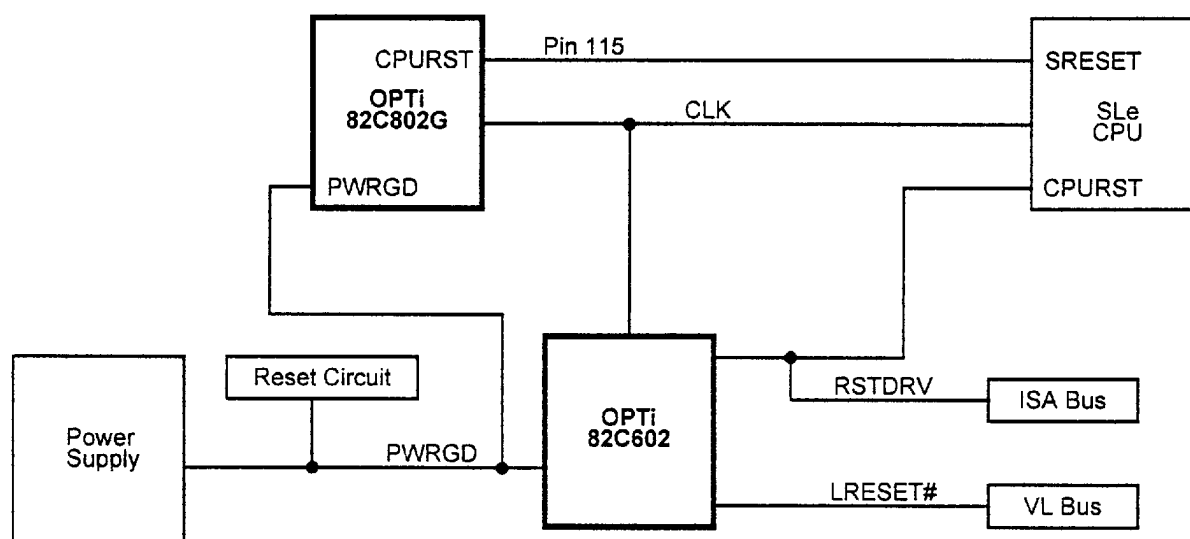 Pin 115
CPURST
SRESET
OPTi
82C802G
CLK
SLe
CPU
PWRGD
CPURST
Reset Circuit
RSTDRV
ISA Bus
OPTi
82C602
Power
Supply
PWRGD
LRESET#
VL Bus